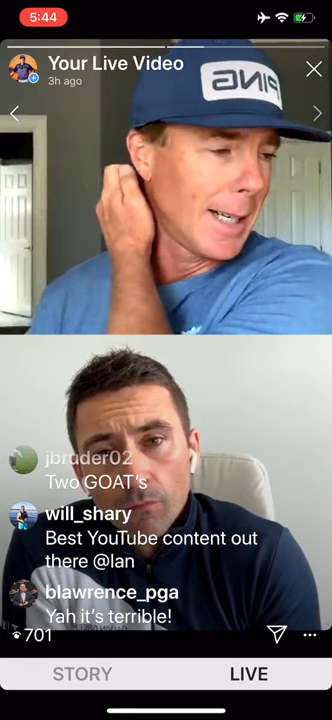 5:44
Your Live Video
3h ago
PING
jbruder02
Two GOAT's
will_shary
Best YouTube content out
there @Ian
blawrence_pga
Yah it's terrible!
701
STORY
LIVE